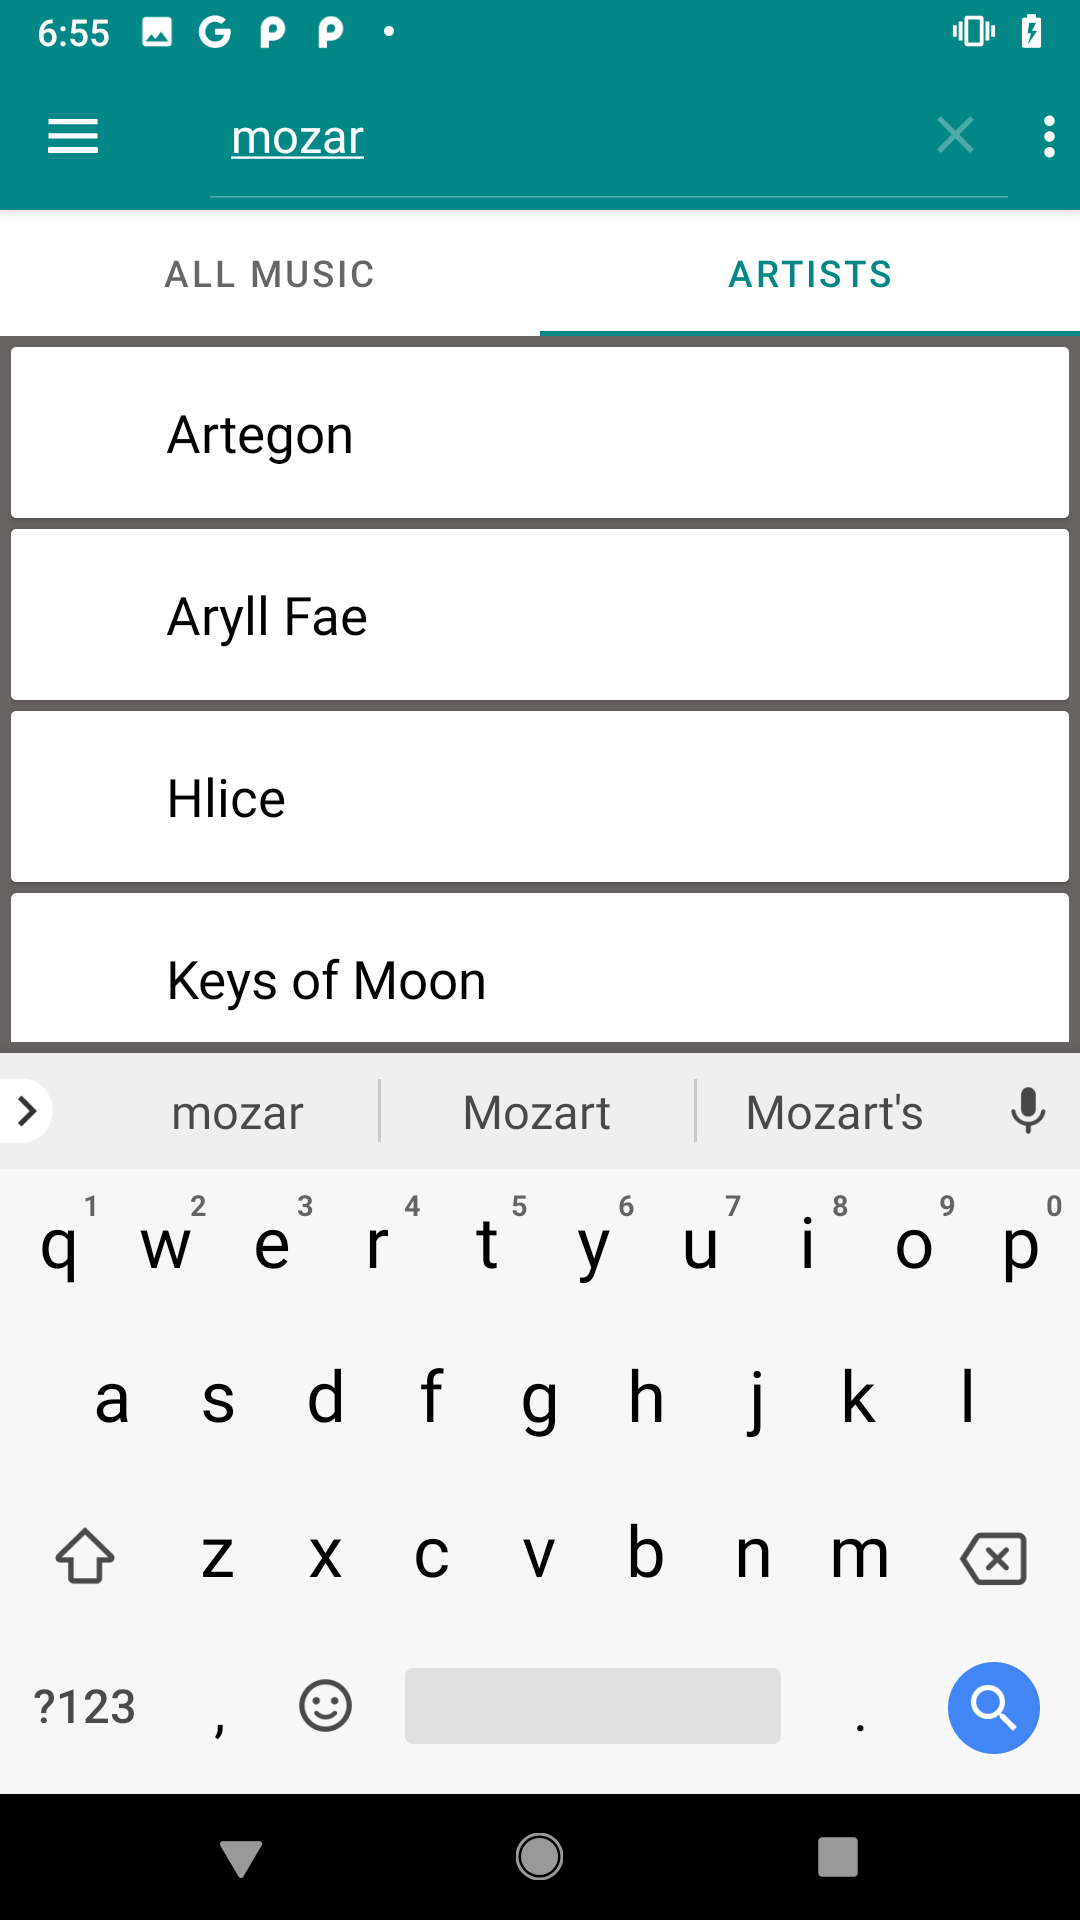 6:55
mozar
ALL MUSIC ARTISTS
Artegon
Aryll Fae
Hlice
Keys of Moon
mozar Mozart Mozart's
1 2 3 4 5 6 7 8 9 0
q w e r t y u i o p
a s d f g h j k l
z x c v b n m
?123 , .